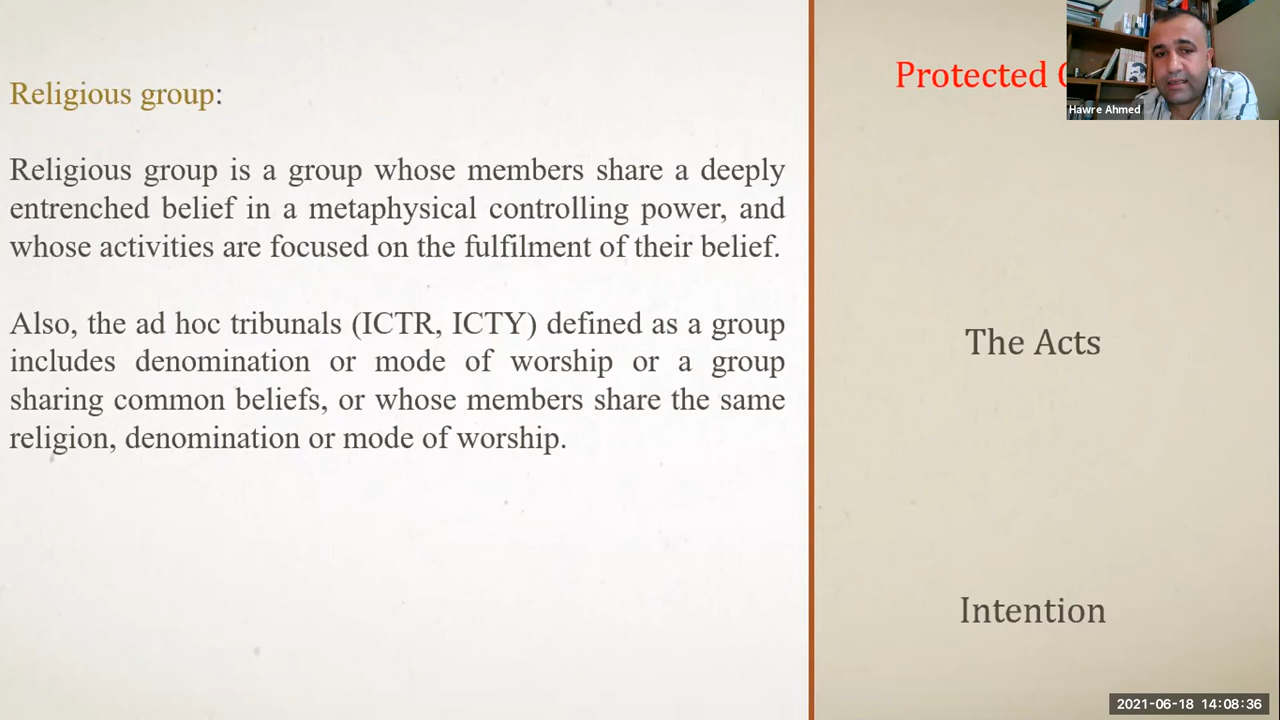 Religious group:
Religious group is a group whose members share a deeply
entrenched belief in a metaphysical controlling power, and
whose activities are focused on the fulfilment of their belief.
Also, the ad hoc tribunals (ICTR, ICTY) defined as a group
includes denomination or mode of worship or a group
sharing common beliefs, or whose members share the same
religion, denomination or mode of worship.
Protected
Hawre Ahmed
The Acts
Intention
2021-06-18 14:08:36